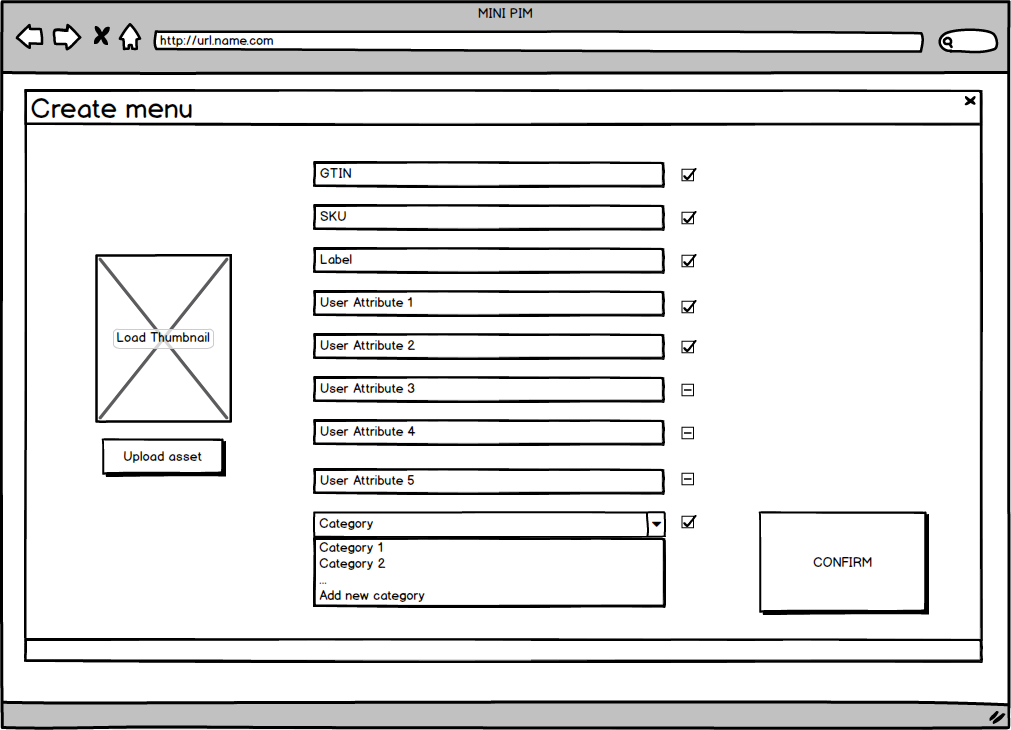 MINI PIM
http://url.name.com
Create menu
GTIN
SKU
Label
User Attribute 1
User Attribute 2
User Attribute 3
User Attribute 4
User Attribute 5
Category
Category 1
Category 2
...
Add new category
Load Thumbnail
Upload asset
CONFIRM